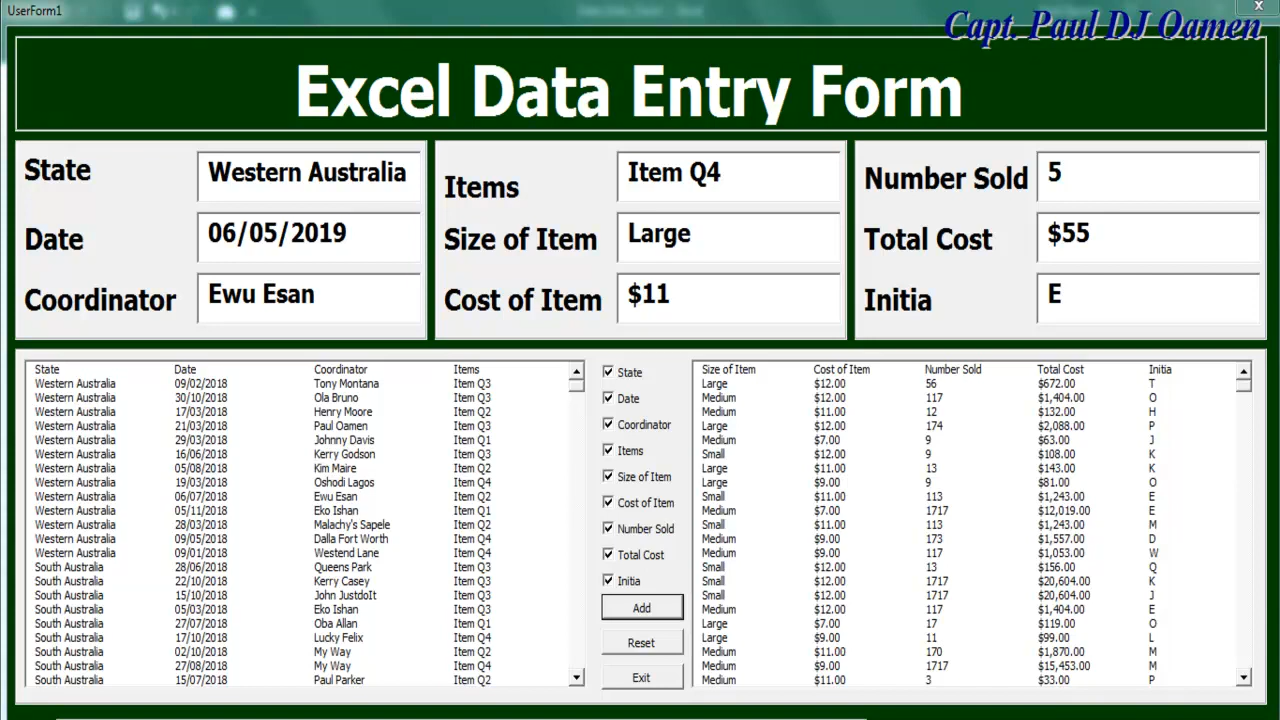 UserForm1
X
Capt. Paul DJ Oamen
Excel Data Entry Form
State Western Australia
Date 06/05/2019
Coordinator Ewu Esan
Items Item Q4
Size of Item Large
Cost of Item $11
Number Sold 5
Total Cost $55
Initia E
State Date Coordinator Items
Western Australia 09/02/2018 Tony Montana Item Q3
Western Australia 30/10/2018 Ola Bruno Item Q3
Western Australia 17/03/2018 Henry Moore Item Q2
Western Australia 21/03/2018 Paul Oamen Item Q3
Western Australia 29/03/2018 Johnny Davis Item Q1
Western Australia 16/06/2018 Kerry Godson Item Q3
Western Australia 05/08/2018 Kim Maire Item Q2
Western Australia 19/03/2018 Oshodi Lagos Item Q4
Western Australia 06/07/2018 Ewu Esan Item Q2
Western Australia 05/11/2018 Eko Ishan Item Q1
Western Australia 28/03/2018 Malachy's Sapele Item Q2
Western Australia 09/05/2018 Dalla Fort Worth Item Q4
Western Australia 09/01/2018 Westend Lane Item Q4
South Australia 28/06/2018 Queens Park Item Q3
South Australia 22/10/2018 Kerry Casey Item Q3
South Australia 15/10/2018 John JustdoIt Item Q3
South Australia 05/03/2018 Eko Ishan Item Q3
South Australia 27/07/2018 Oba Allan Item Q1
South Australia 17/10/2018 Lucky Felix Item Q4
South Australia 02/10/2018 My Way Item Q2
South Australia 27/08/2018 My Way Item Q4
South Australia 15/07/2018 Paul Parker Item Q2
State
Date
Coordinator
Items
Size of Item
Cost of Item
Number Sold
Total Cost
Initia
Add
Reset
Exit
Size of Item Cost of Item Number Sold Total Cost Initia
Large $12.00 56 $672.00 T
Medium $12.00 117 $1,404.00 O
Medium $11.00 12 $132.00 H
Large $12.00 174 $2,088.00 P
Medium $7.00 9 $63.00 J
Small $12.00 9 $108.00 K
Large $11.00 13 $143.00 K
Large $9.00 9 $81.00 O
Small $11.00 113 $1,243.00 E
Medium $7.00 1717 $12,019.00 E
Small $11.00 113 $1,243.00 M
Medium $9.00 173 $1,557.00 D
Medium $9.00 117 $1,053.00 W
Small $12.00 13 $156.00 Q
Small $12.00 1717 $20,604.00 K
Small $12.00 1717 $20,604.00 J
Medium $12.00 117 $1,404.00 E
Large $7.00 17 $119.00 O
Large $9.00 11 $99.00 L
Medium $11.00 170 $1,870.00 M
Medium $9.00 1717 $15,453.00 M
Medium $11.00 3 $33.00 P